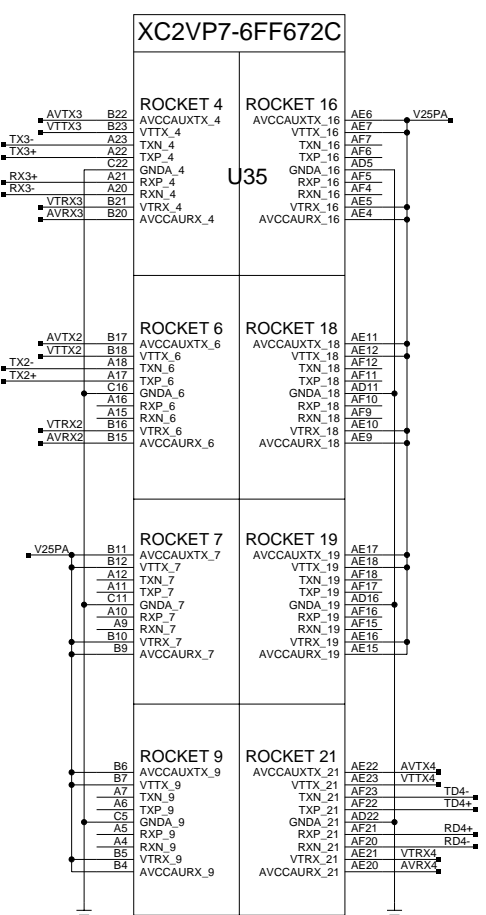 XC2VP7-6FF672C
U35
ROCKET 4
AVTX3 B22 AVCCAUXTX_4
VTTX3 B23 VTTX_4
TX3- A23 TXN_4
TX3+ A22 TXP_4
C22 GNDA_4
RX3+ A21 RXP_4
RX3- A20 RXN_4
VTRX3 B21 VTRX_4
AVRX3 B20 AVCCAURX_4
ROCKET 16
AVCCAUXTX_16 AE6 V25PA
VTTX_16 AE7
TXN_16 AF7
TXP_16 AF6
GNDA_16 AD5
RXP_16 AF5
RXN_16 AF4
VTRX_16 AE5
AVCCAURX_16 AE4
ROCKET 6
AVTX2 B17 AVCCAUXTX_6
VTTX2 B18 VTTX_6
TX2- A18 TXN_6
TX2+ A17 TXP_6
C16 GNDA_6
A16 RXP_6
A15 RXN_6
VTRX2 B16 VTRX_6
AVRX2 B15 AVCCAURX_6
ROCKET 18
AVCCAUXTX_18 AE11
VTTX_18 AE12
TXN_18 AF12
TXP_18 AF11
GNDA_18 AD11
RXP_18 AF10
RXN_18 AF9
VTRX_18 AE10
AVCCAURX_18 AE9
ROCKET 7
V25PA B11 AVCCAUXTX_7
B12 VTTX_7
A12 TXN_7
A11 TXP_7
C11 GNDA_7
A10 RXP_7
A9 RXN_7
B10 VTRX_7
B9 AVCCAURX_7
ROCKET 19
AVCCAUXTX_19 AE17
VTTX_19 AE18
TXN_19 AF18
TXP_19 AF17
GNDA_19 AD16
RXP_19 AF16
RXN_19 AF15
VTRX_19 AE16
AVCCAURX_19 AE15
ROCKET 9
B6 AVCCAUXTX_9
B7 VTTX_9
A7 TXN_9
A6 TXP_9
C5 GNDA_9
A5 RXP_9
A4 RXN_9
B5 VTRX_9
B4 AVCCAURX_9
ROCKET 21
AVCCAUXTX_21 AE22 AVTX4
VTTX_21 AE23 VTTX4
TXN_21 AF23 TD4-
TXP_21 AF22 TD4+
GNDA_21 AD22
RXP_21 AF21 RD4+
RXN_21 AF20 RD4-
VTRX_21 AE21 VTRX4
AVCCAURX_21 AE20 AVRX4